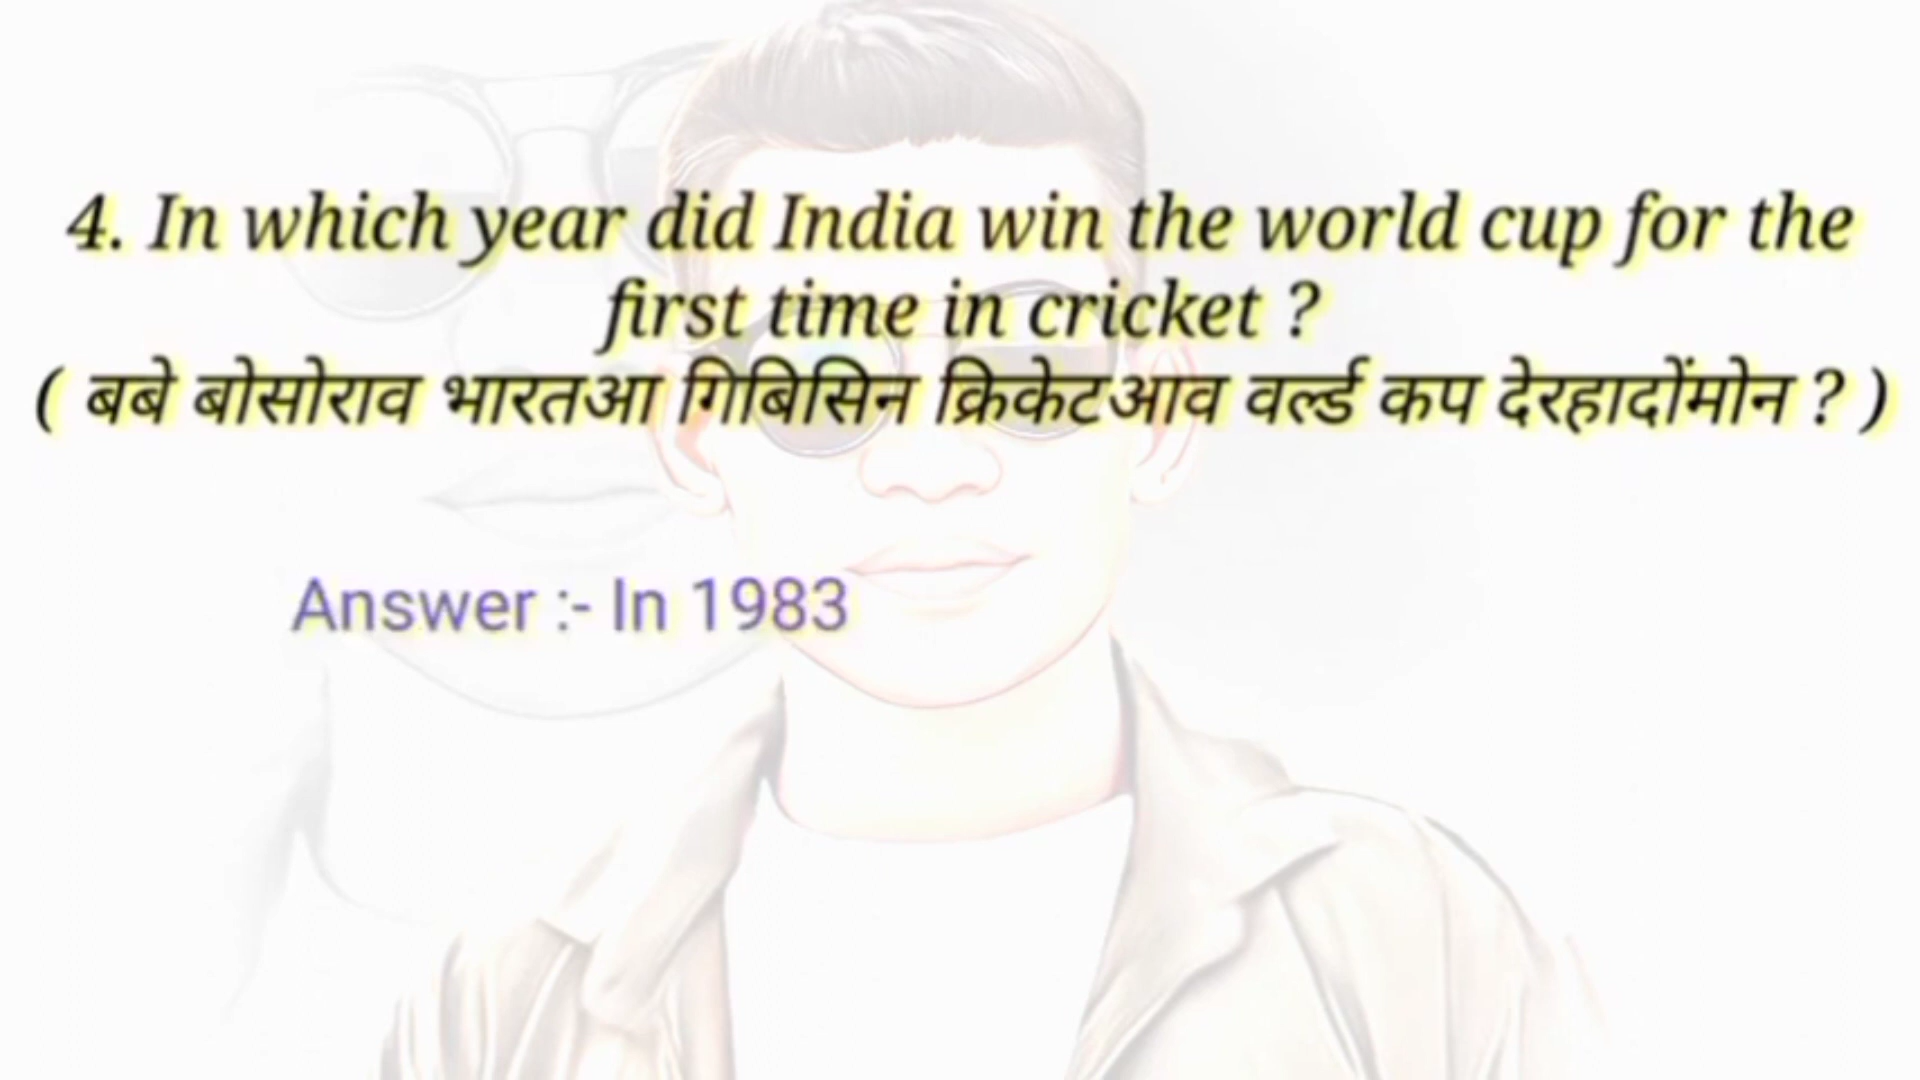 4. In which year did India win the world cup for the
first time in cricket ?
( बबे बोसोराव भारतआ गिबिसिन क्रिकेटआव वर्ल्ड कप देरहादोंमोन ? )
Answer :- In 1983